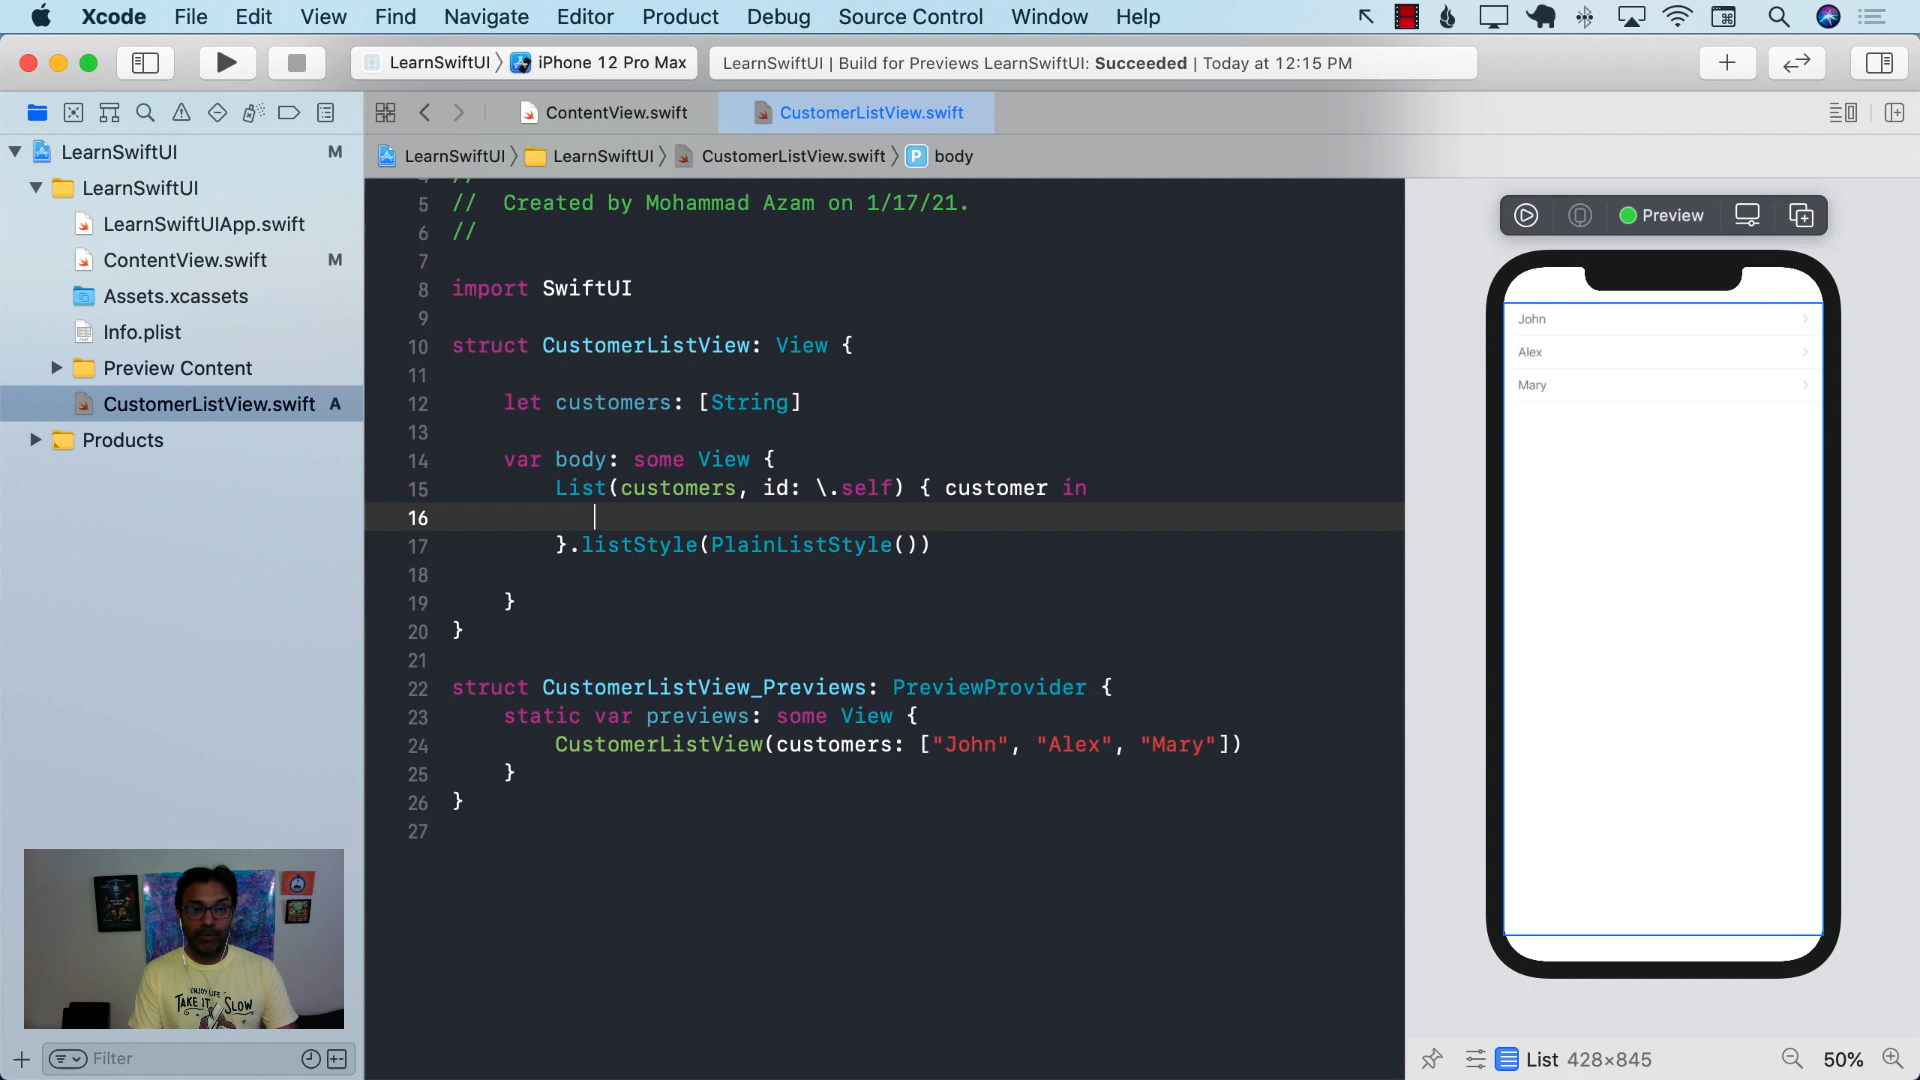 Xcode File Edit View Find Navigate Editor Product Debug Source Control Window Help
LearnSwiftUI iPhone 12 Pro Max
LearnSwiftUI | Build for Previews LearnSwiftUI: Succeeded | Today at 12:15 PM
ContentView.swift
CustomerListView.swift
LearnSwiftUI LearnSwiftUI CustomerListView.swift P body
LearnSwiftUI M
LearnSwiftUI
LearnSwiftUIApp.swift
ContentView.swift M
Assets.xcassets
Info.plist
Preview Content
CustomerListView.swift A
Products
4 //
5 // Created by Mohammad Azam on 1/17/21.
6 //
7
8 import SwiftUI
9
10 struct CustomerListView: View {
11
12 let customers: [String]
13
14 var body: some View {
15 List(customers, id: \.self) { customer in
16
17 }.listStyle(PlainListStyle())
18
19 }
20 }
21
22 struct CustomerListView_Previews: PreviewProvider {
23 static var previews: some View {
24 CustomerListView(customers: ["John", "Alex", "Mary"])
25 }
26 }
27
Preview
John
Alex
Mary
ENJOY LIFE
TAKE IT SLOW
Filter
List 428×845
50%